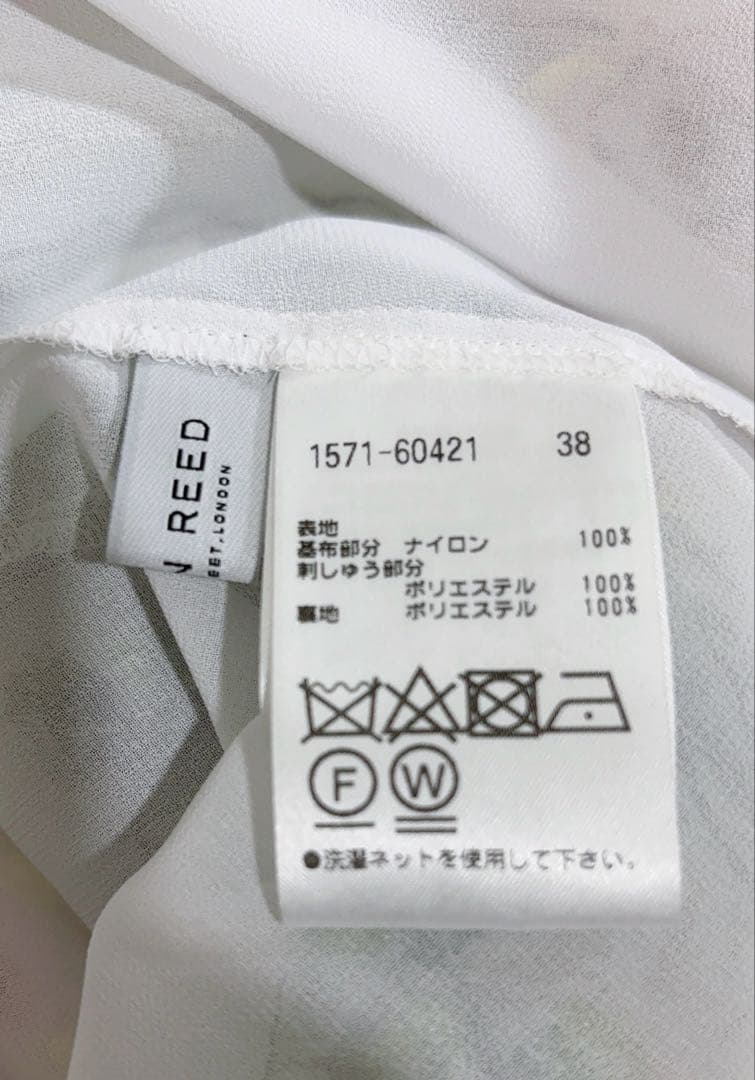 N REED
EET, LONDON
1571-60421 38
表地
基布部分 ナイロン 100%
刺しゅう部分
ポリエステル 100%
裏地 ポリエステル 100%
F W
●洗濯ネットを使用して下さい。